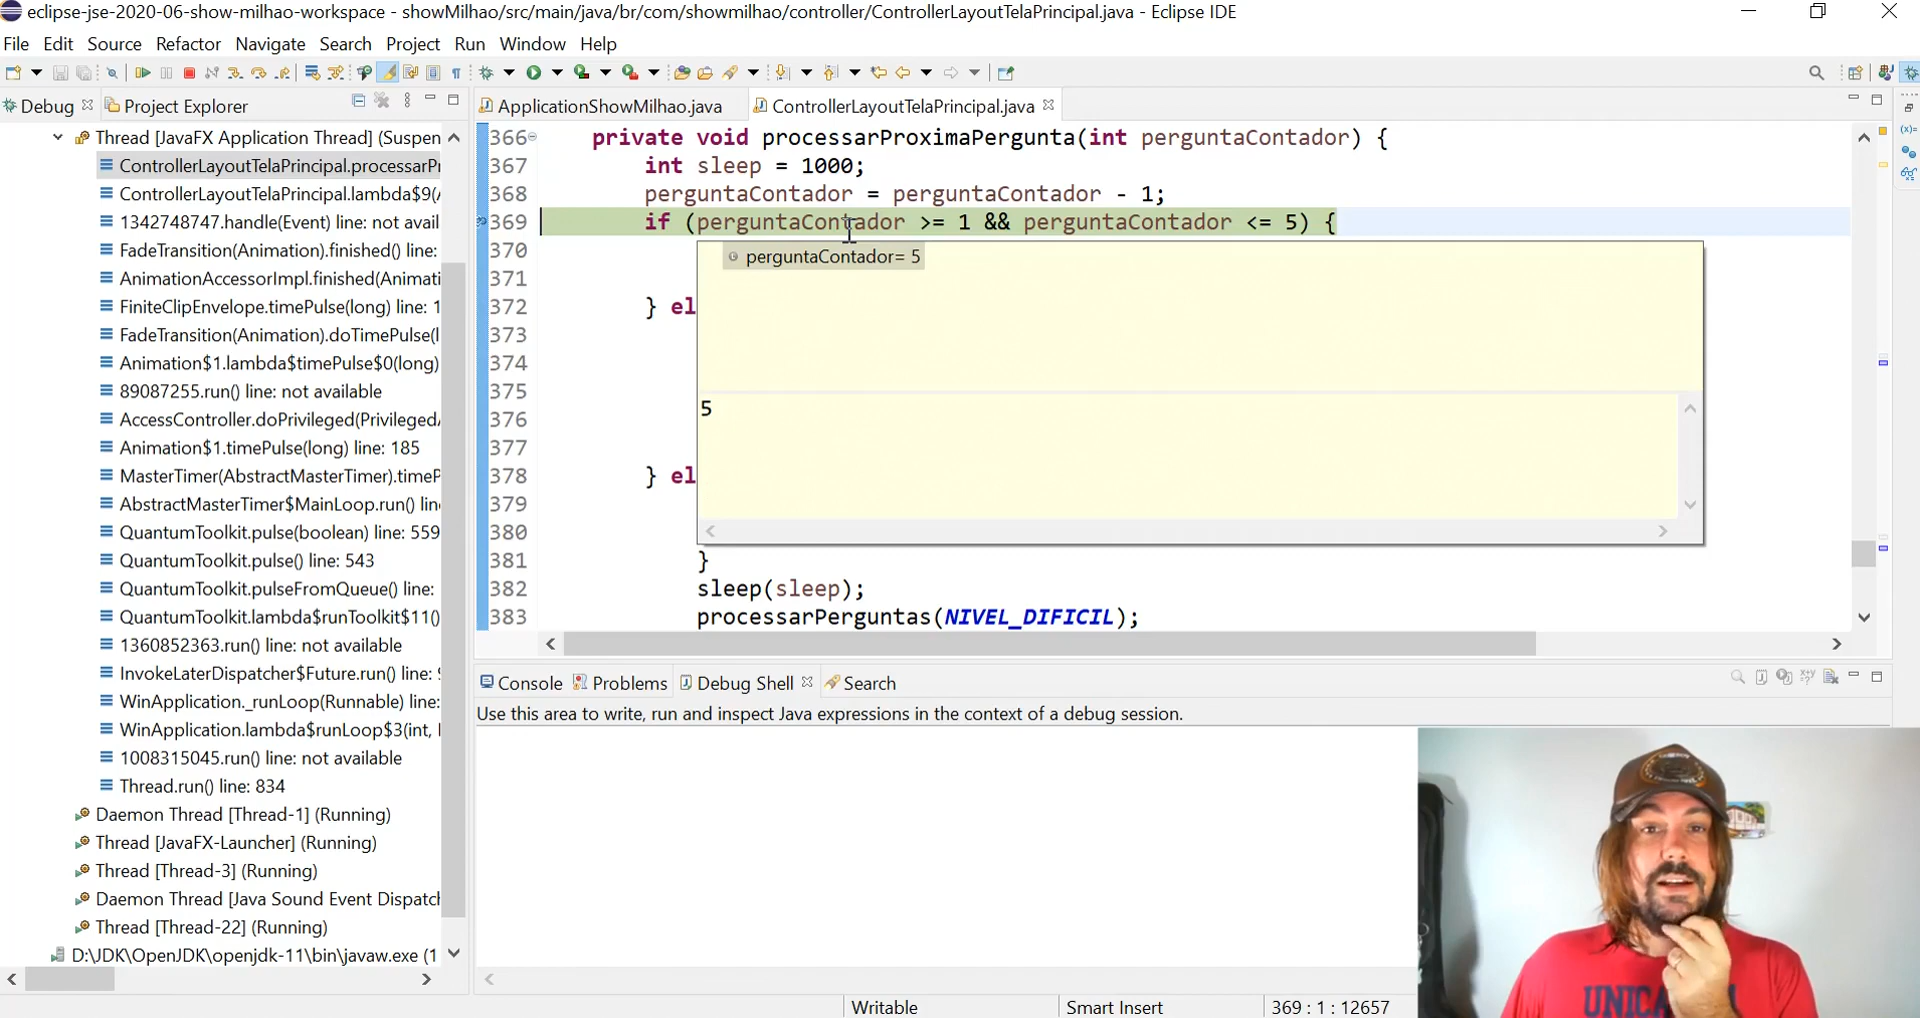 eclipse-jse-2020-06-show-milhao-workspace - showMilhao/src/main/java/br/com/showmilhao/controller/ControllerLayoutTelaPrincipal.java - Eclipse IDE
File Edit Source Refactor Navigate Search Project Run Window Help
Debug Project Explorer
Thread [JavaFX Application Thread] (Suspen
ControllerLayoutTelaPrincipal.processarPr
ControllerLayoutTelaPrincipal.lambda$9(
1342748747.handle(Event) line: not avail
FadeTransition(Animation).finished() line:
AnimationAccessorImpl.finished(Animati
FiniteClipEnvelope.timePulse(long) line: 1
FadeTransition(Animation).doTimePulse(l
Animation$1.lambda$timePulse$0(long)
89087255.run() line: not available
AccessController.doPrivileged(Privileged
Animation$1.timePulse(long) line: 185
MasterTimer(AbstractMasterTimer).timeP
AbstractMasterTimer$MainLoop.run() lin
QuantumToolkit.pulse(boolean) line: 559
QuantumToolkit.pulse() line: 543
QuantumToolkit.pulseFromQueue() line:
QuantumToolkit.lambda$runToolkit$11()
1360852363.run() line: not available
InvokeLaterDispatcher$Future.run() line: 9
WinApplication._runLoop(Runnable) line:
WinApplication.lambda$runLoop$3(int, l
1008315045.run() line: not available
Thread.run() line: 834
Daemon Thread [Thread-1] (Running)
Thread [JavaFX-Launcher] (Running)
Thread [Thread-3] (Running)
Daemon Thread [Java Sound Event Dispatc
Thread [Thread-22] (Running)
D:\JDK\OpenJDK\openjdk-11\bin\javaw.exe (1
ApplicationShowMilhao.java ControllerLayoutTelaPrincipal.java
366 private void processarProximaPergunta(int perguntaContador) {
367 int sleep = 1000;
368 perguntaContador = perguntaContador - 1;
369 if (perguntaContador >= 1 && perguntaContador <= 5) {
370 perguntaContador= 5
371
372 } el
373
374
375
5
376
377
378 } el
379
380
381 }
382 sleep(sleep);
383 processarPerguntas(NIVEL_DIFICIL);
Console Problems Debug Shell Search
Use this area to write, run and inspect Java expressions in the context of a debug session.
Writable Smart Insert 369 : 1 : 12657